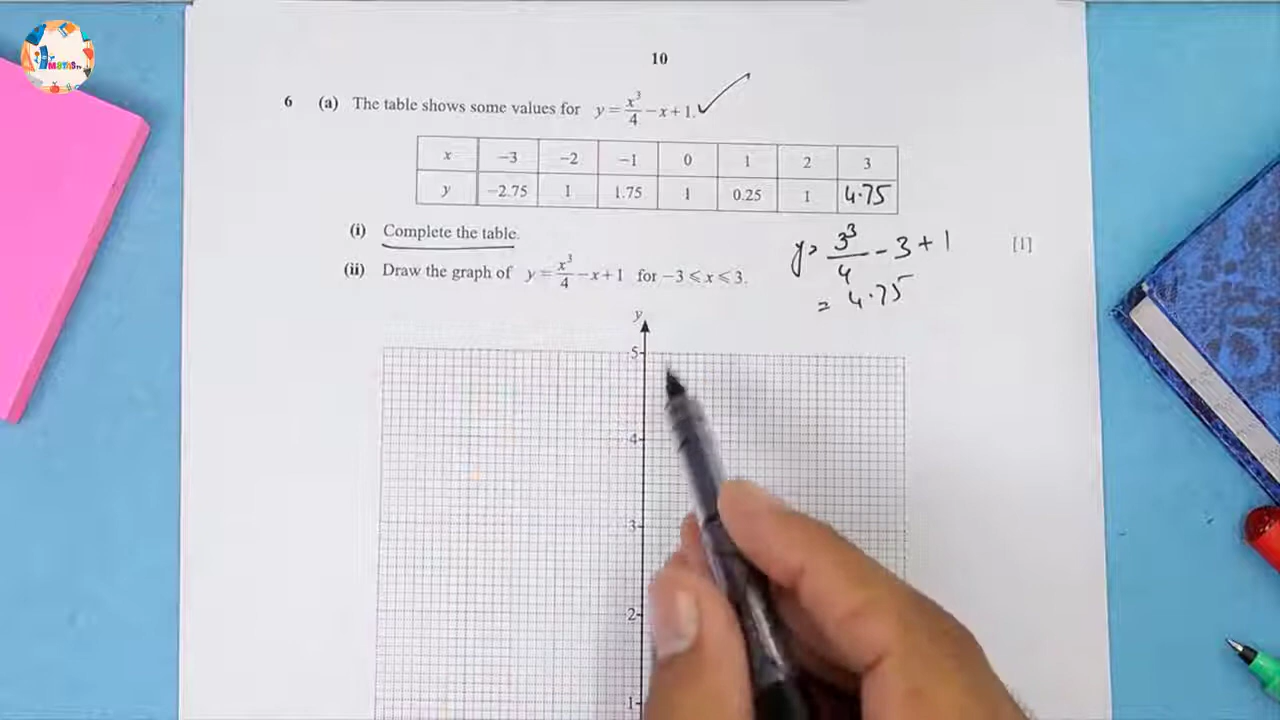 MATHS
10
6 (a) The table shows some values for y = x³/4 − x + 1.
x −3 −2 −1 0 1 2 3
y −2.75 1 1.75 1 0.25 1 4.75
(i) Complete the table. [1]
y = 3³/4 − 3 + 1
= 4.75
(ii) Draw the graph of y = x³/4 − x + 1 for −3 ⩽ x ⩽ 3.
y
5
4
3
2
1